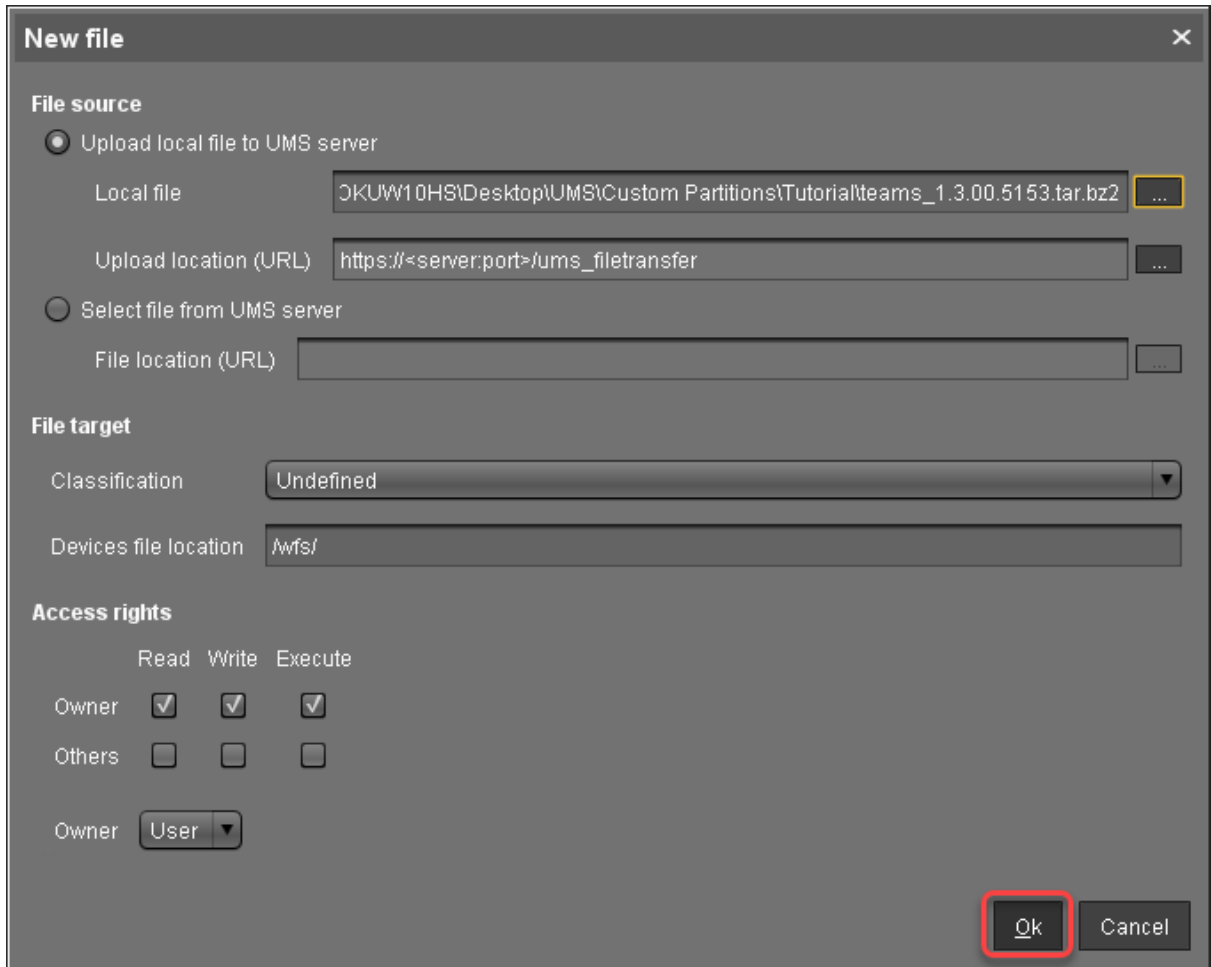 New file
File source
Upload local file to UMS server
Local file
OKUW10HS\Desktop\UMS\Custom Partitions\Tutorial\teams_1.3.00.5153.tar.bz2 ...
Upload location (URL) https://<server:port>/ums_filetransfer ...
Select file from UMS server
File location (URL) ...
File target
Classification Undefined
Devices file location /wfs/
Access rights
Read Write Execute
Owner
Others
Owner User
Ok Cancel